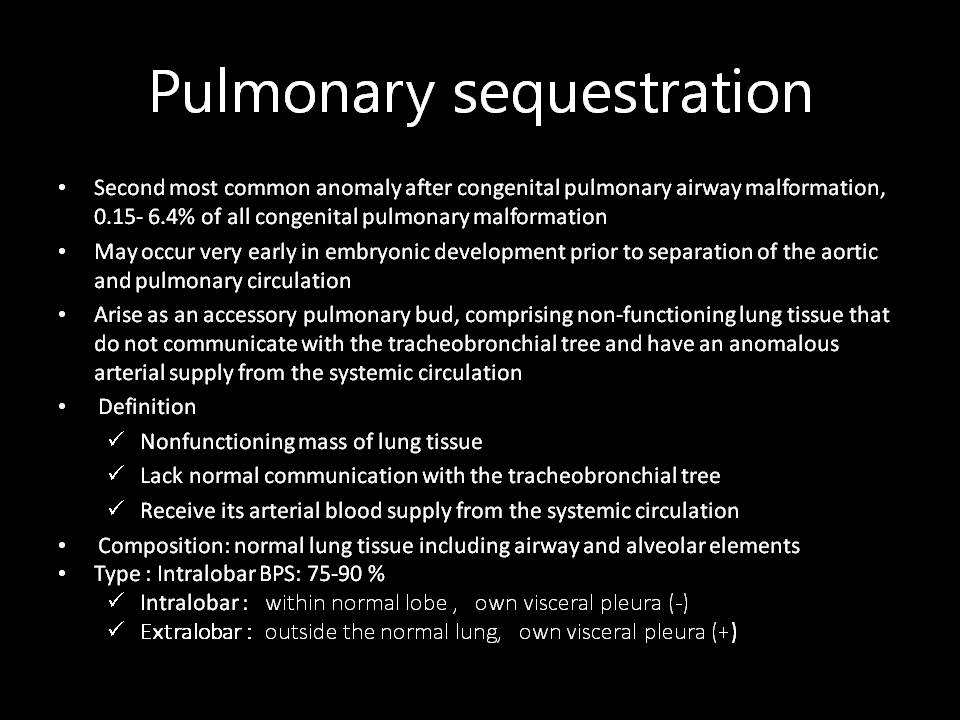 Pulmonary sequestration
• Second most common anomaly after congenital pulmonary airway malformation,
0.15- 6.4% of all congenital pulmonary malformation
• May occur very early in embryonic development prior to separation of the aortic
and pulmonary circulation
• Arise as an accessory pulmonary bud, comprising non-functioning lung tissue that
do not communicate with the tracheobronchial tree and have an anomalous
arterial supply from the systemic circulation
• Definition
✓ Nonfunctioning mass of lung tissue
✓ Lack normal communication with the tracheobronchial tree
✓ Receive its arterial blood supply from the systemic circulation
• Composition: normal lung tissue including airway and alveolar elements
• Type : Intralobar BPS: 75-90 %
✓ Intralobar : within normal lobe , own visceral pleura (-)
✓ Extralobar : outside the normal lung, own visceral pleura (+)